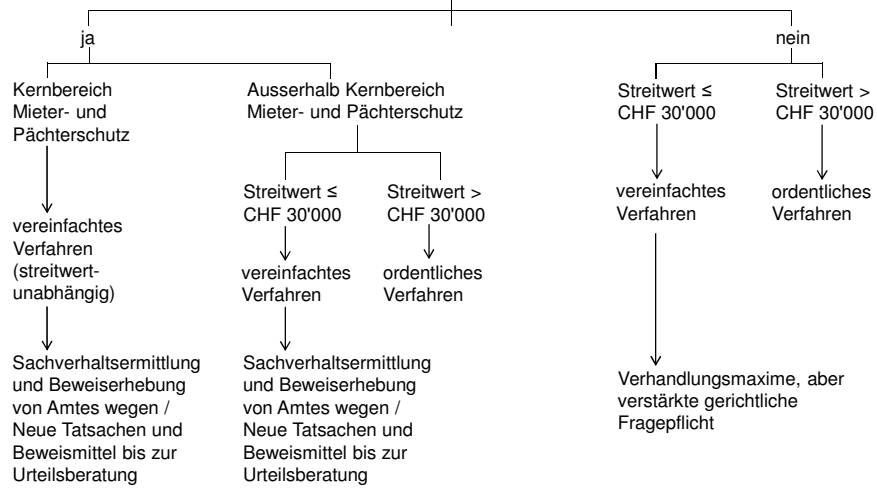 ja
nein
Kernbereich
Mieter- und
Pächterschutz
Ausserhalb Kernbereich
Mieter- und Pächterschutz
Streitwert ≤
CHF 30'000
Streitwert >
CHF 30'000
vereinfachtes
Verfahren
(streitwert-
unabhängig)
Streitwert ≤
CHF 30'000
Streitwert >
CHF 30'000
vereinfachtes
Verfahren
ordentliches
Verfahren
vereinfachtes
Verfahren
ordentliches
Verfahren
Sachverhaltsermittlung
und Beweiserhebung
von Amtes wegen /
Neue Tatsachen und
Beweismittel bis zur
Urteilsberatung
Sachverhaltsermittlung
und Beweiserhebung
von Amtes wegen /
Neue Tatsachen und
Beweismittel bis zur
Urteilsberatung
Verhandlungsmaxime, aber
verstärkte gerichtliche
Fragepflicht